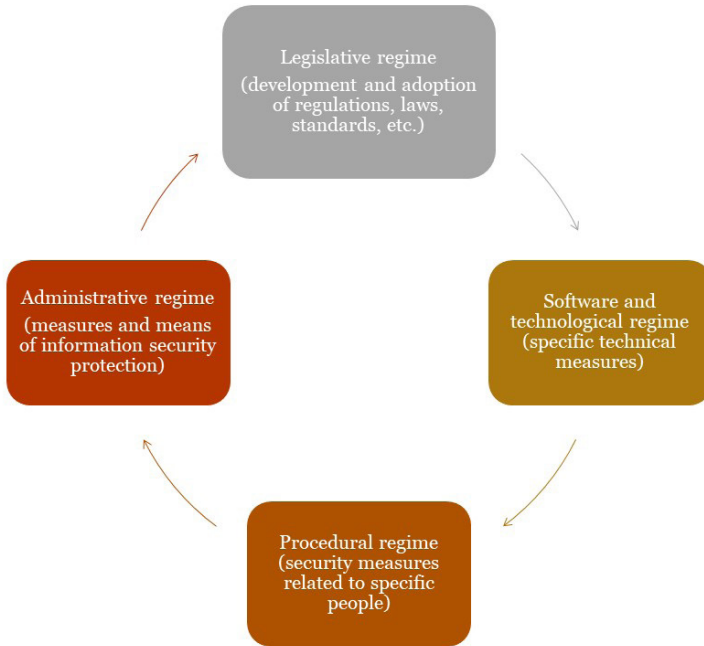 Legislative regime
(development and adoption
of regulations, laws,
standards, etc.)
Software and
technological regime
(specific technical
measures)
Procedural regime
(security measures
related to specific
people)
Administrative regime
(measures and means
of information security
protection)